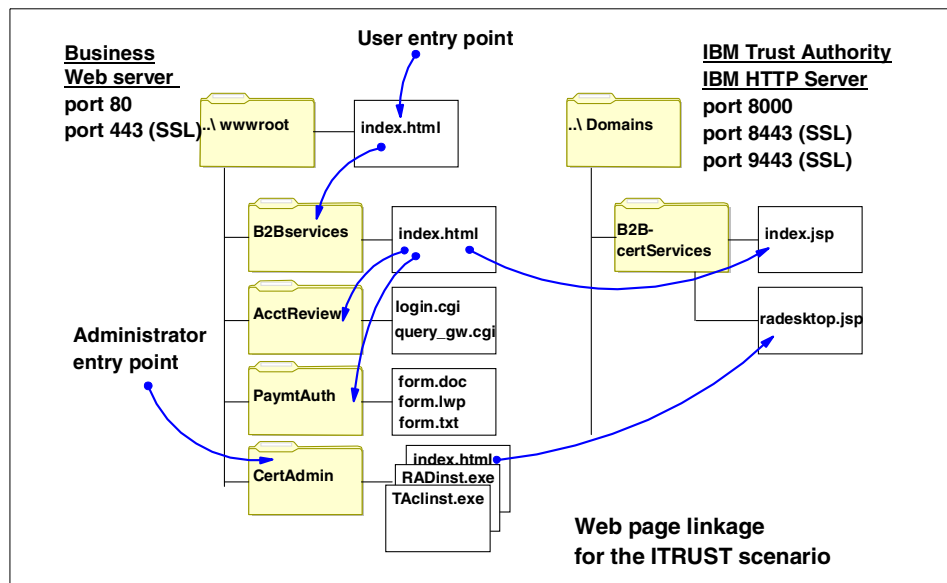 User entry point
Business
Web server
port 80
port 443 (SSL)
..\ wwwroot
index.html
IBM Trust Authority
IBM HTTP Server
port 8000
port 8443 (SSL)
port 9443 (SSL)
..\ Domains
B2Bservices
index.html
B2B-
certServices
index.jsp
AcctReview
login.cgi
query_gw.cgi
radesktop.jsp
Administrator
entry point
PaymtAuth
form.doc
form.lwp
form.txt
CertAdmin
index.html
RADinst.exe
TAclinst.exe
Web page linkage
for the ITRUST scenario